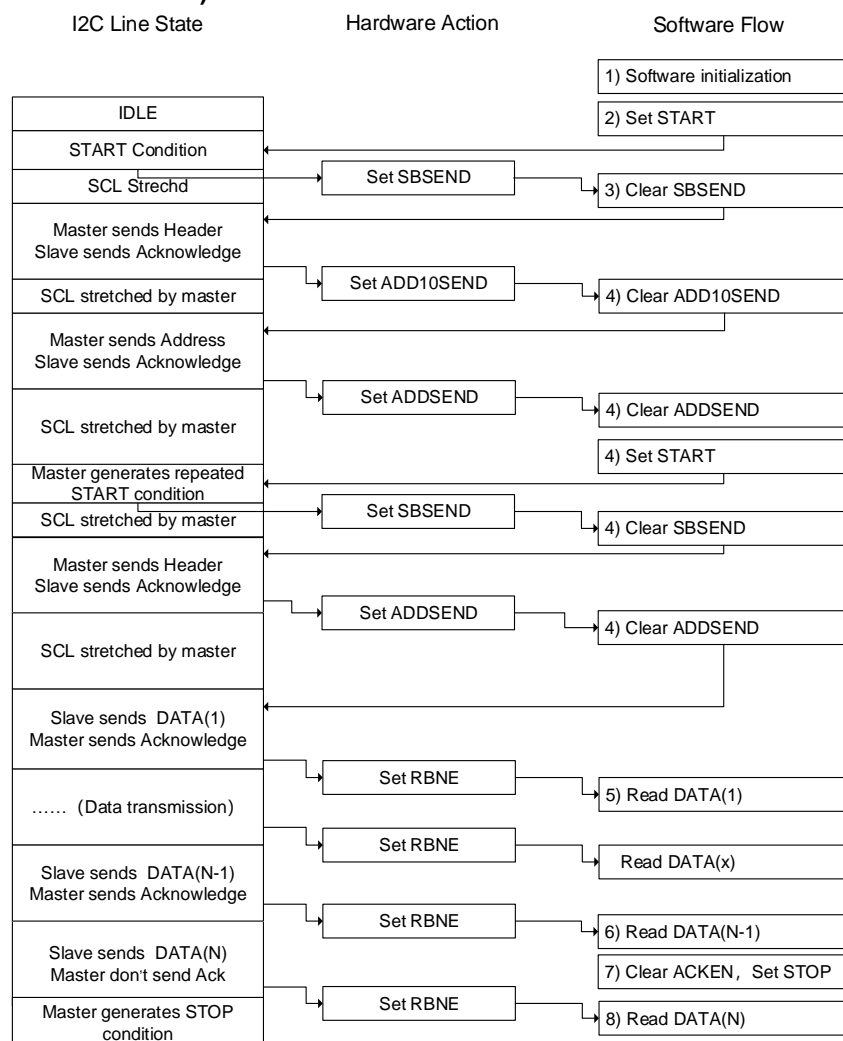 I2C Line State
Hardware Action
Software Flow
1) Software initialization
IDLE
2) Set START
START Condition
Set SBSEND
SCL Strechd
3) Clear SBSEND
Master sends Header
Slave sends Acknowledge
Set ADD10SEND
SCL stretched by master
4) Clear ADD10SEND
Master sends Address
Slave sends Acknowledge
Set ADDSEND
4) Clear ADDSEND
SCL stretched by master
4) Set START
Master generates repeated
START condition
Set SBSEND
SCL stretched by master
4) Clear SBSEND
Master sends Header
Slave sends Acknowledge
Set ADDSEND
4) Clear ADDSEND
SCL stretched by master
Slave sends DATA(1)
Master sends Acknowledge
Set RBNE
5) Read DATA(1)
…… (Data transmission)
Set RBNE
Read DATA(x)
Slave sends DATA(N-1)
Master sends Acknowledge
Set RBNE
6) Read DATA(N-1)
Slave sends DATA(N)
Master don't send Ack
7) Clear ACKEN, Set STOP
Set RBNE
Master generates STOP
condition
8) Read DATA(N)